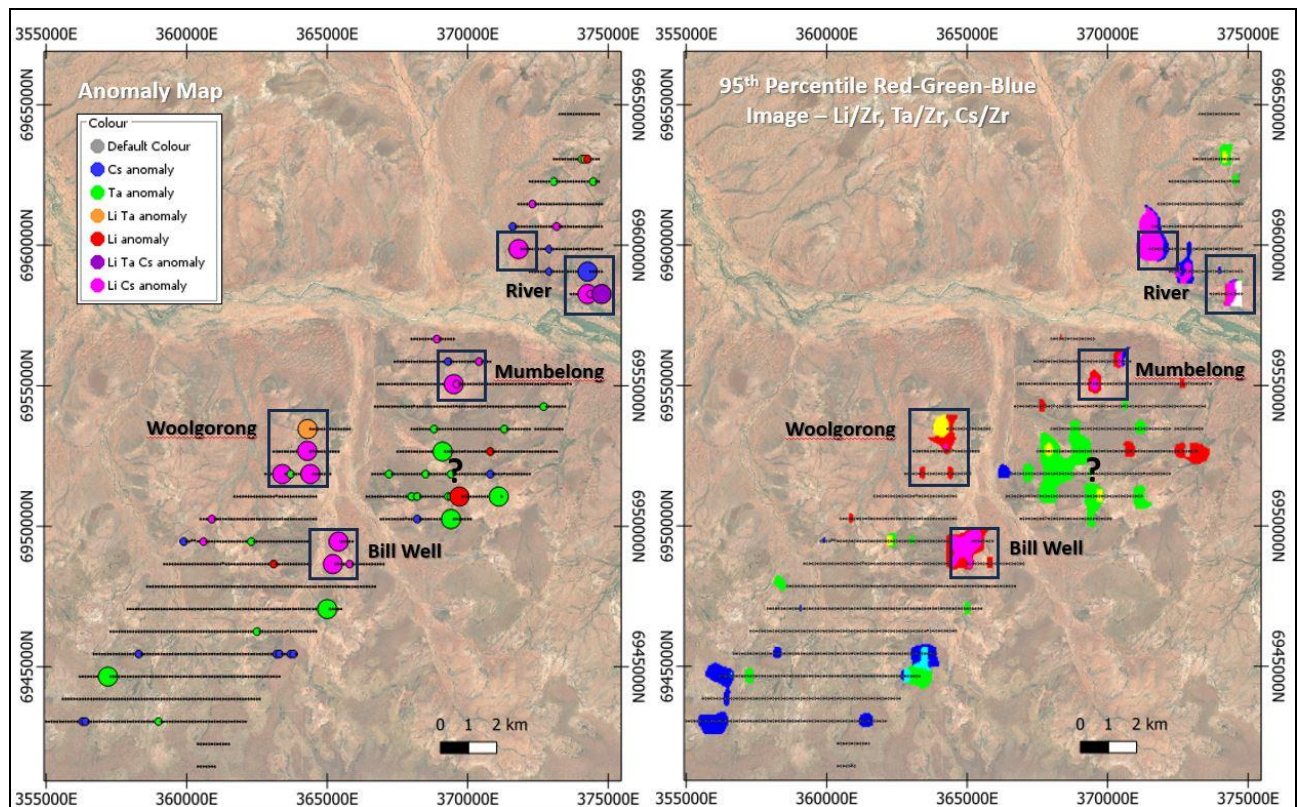 355000E 360000E 365000E 370000E 375000E
Anomaly Map
Colour
Default Colour
Cs anomaly
Ta anomaly
Li Ta anomaly
Li anomaly
Li Ta Cs anomaly
Li Cs anomaly
River
Mumbelong
Woolgorong
?
Bill Well
0 1 2 km
6965000N
6960000N
6955000N
6950000N
6945000N
355000E 360000E 365000E 370000E 375000E
355000E 360000E 365000E 370000E 375000E
95th Percentile Red-Green-Blue
Image – Li/Zr, Ta/Zr, Cs/Zr
River
Mumbelong
Woolgorong
?
Bill Well
0 1 2 km
6965000N
6960000N
6955000N
6950000N
6945000N
355000E 360000E 365000E 370000E 375000E